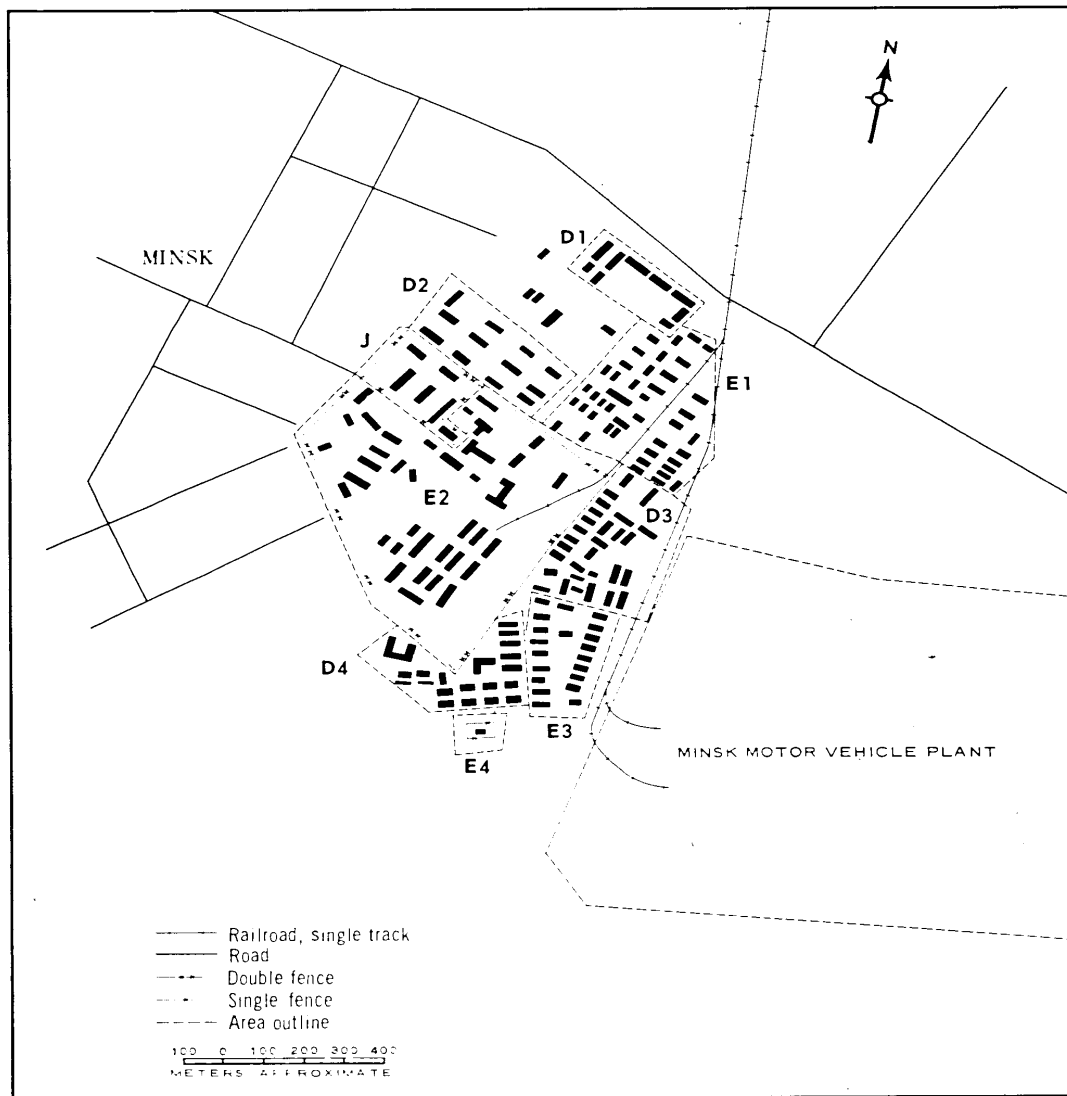 N
D1
MINSK
D2
J
E1
E2
D3
D4
E3
E4
MINSK MOTOR VEHICLE PLANT
Railroad, single track
Road
Double fence
Single fence
Area outline
100 0 100 200 300 400
METERS APPROXIMATE